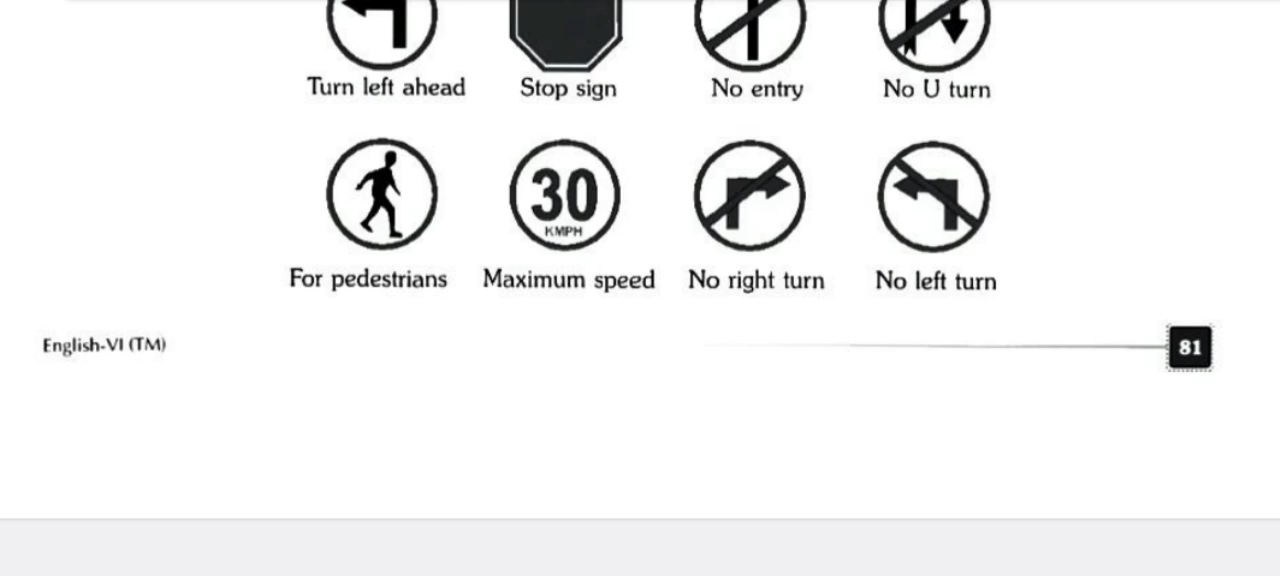 Turn left ahead Stop sign No entry No U turn
30
KMPH
For pedestrians Maximum speed No right turn No left turn
English-VI (TM) 81